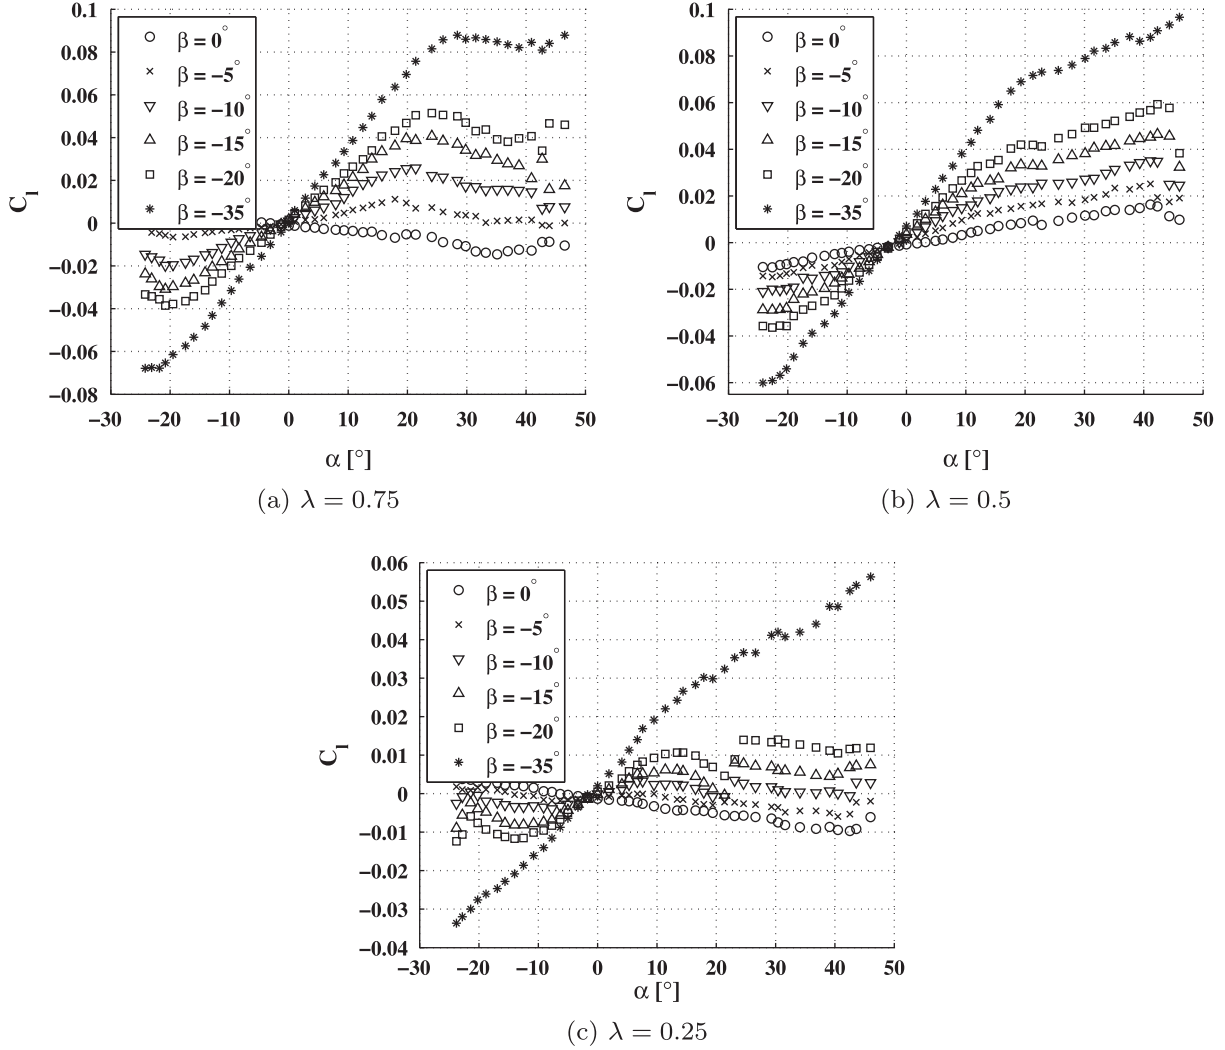 0.1
0.08
0.06
0.04
0.02
0
−0.02
−0.04
−0.06
−0.08
C_l
β = 0°
β = −5°
β = −10°
β = −15°
β = −20°
β = −35°
−30 −20 −10 0 10 20 30 40 50
α [°]
(a) λ = 0.75
0.1
0.08
0.06
0.04
0.02
0
−0.02
−0.04
−0.06
C_l
β = 0°
β = −5°
β = −10°
β = −15°
β = −20°
β = −35°
−30 −20 −10 0 10 20 30 40 50
α [°]
(b) λ = 0.5
0.06
0.05
0.04
0.03
0.02
0.01
0
−0.01
−0.02
−0.03
−0.04
C_l
β = 0°
β = −5°
β = −10°
β = −15°
β = −20°
β = −35°
−30 −20 −10 0 10 20 30 40 50
α [°]
(c) λ = 0.25